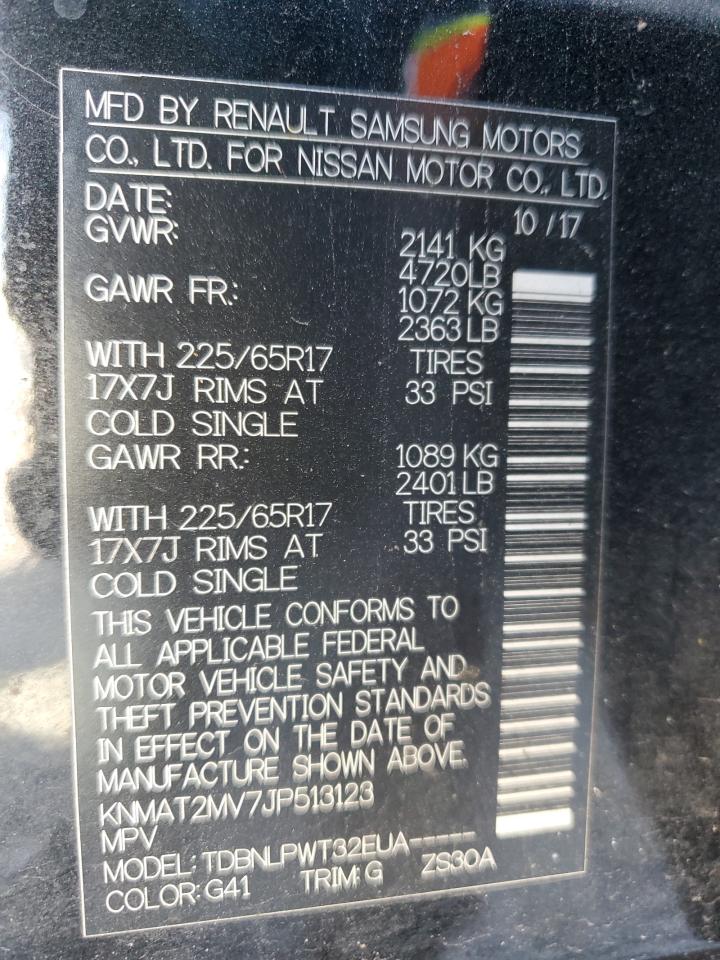 MFD BY RENAULT SAMSUNG MOTORS
CO., LTD. FOR NISSAN MOTOR CO., LTD.
DATE: 10 /17
GVWR: 2141 KG
4720LB
GAWR FR.: 1072 KG
2363 LB
WITH 225/65R17 TIRES
17X7J RIMS AT 33 PSI
COLD SINGLE
GAWR RR.: 1089 KG
2401 LB
WITH 225/65R17 TIRES
17X7J RIMS AT 33 PSI
COLD SINGLE
THIS VEHICLE CONFORMS TO
ALL APPLICABLE FEDERAL
MOTOR VEHICLE SAFETY AND
THEFT PREVENTION STANDARDS
IN EFFECT ON THE DATE OF
MANUFACTURE SHOWN ABOVE.
KNMAT2MV7JP513123
MPV
MODEL: TDBNLPWT32EUA-----
COLOR: G41 TRIM: G ZS30A